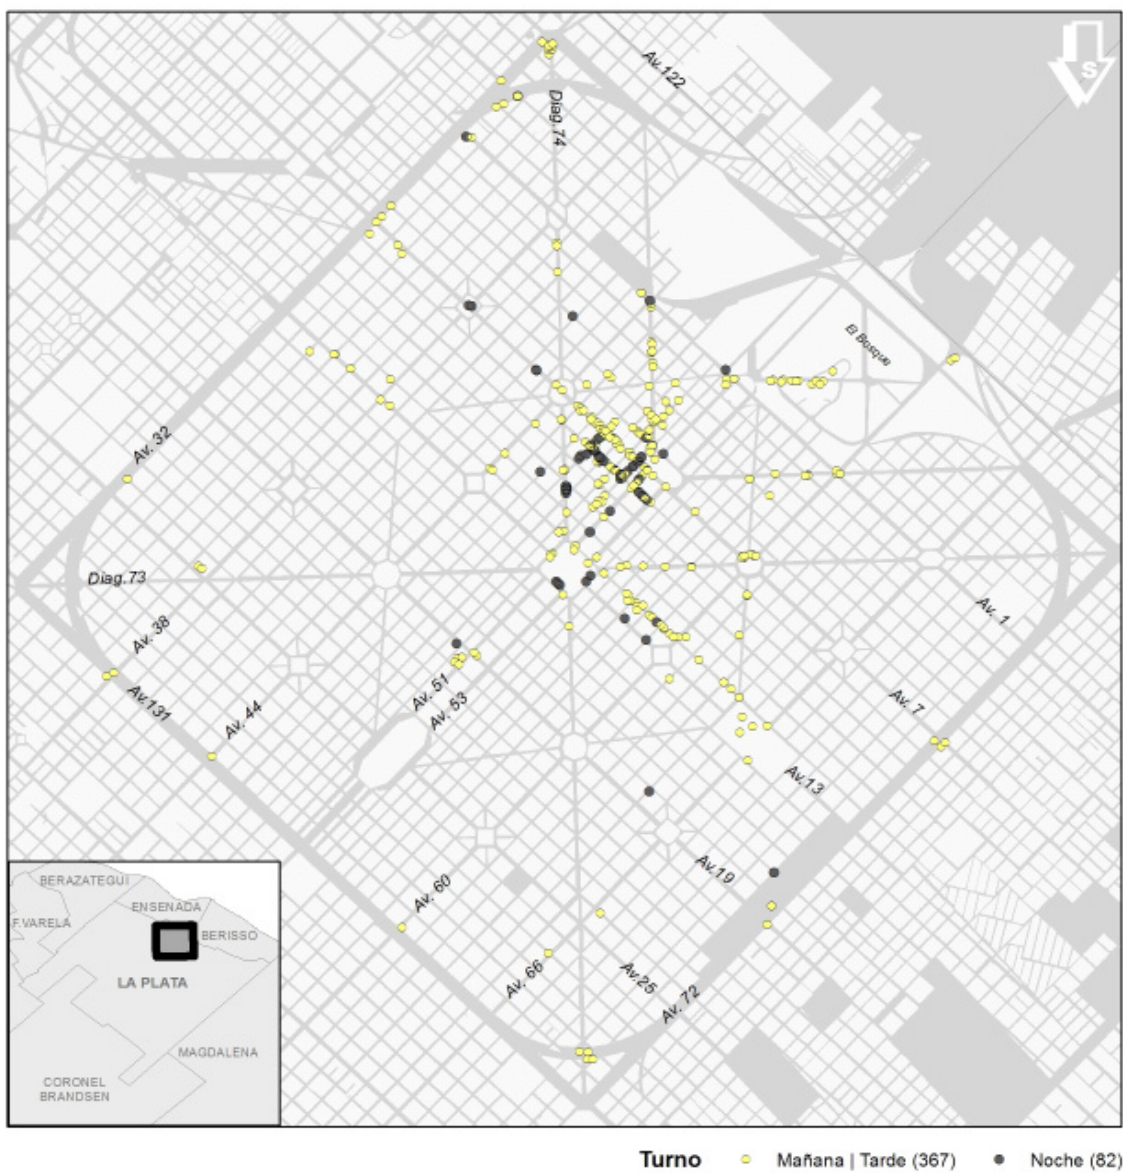 Av.122
S
Diag.74
El Bosque
Av. 32
Diag.73
Av. 1
Av. 38
Av. 51
Av.131
Av. 44
Av. 53
Av. 7
Av.13
Av.19
Av. 60
Av. 66
Av.25
Av. 72
BERAZATEGUI
ENSENADA
F.VARELA
BERISSO
LA PLATA
MAGDALENA
CORONEL
BRANDSEN
Turno Mañana | Tarde (367) Noche (82)